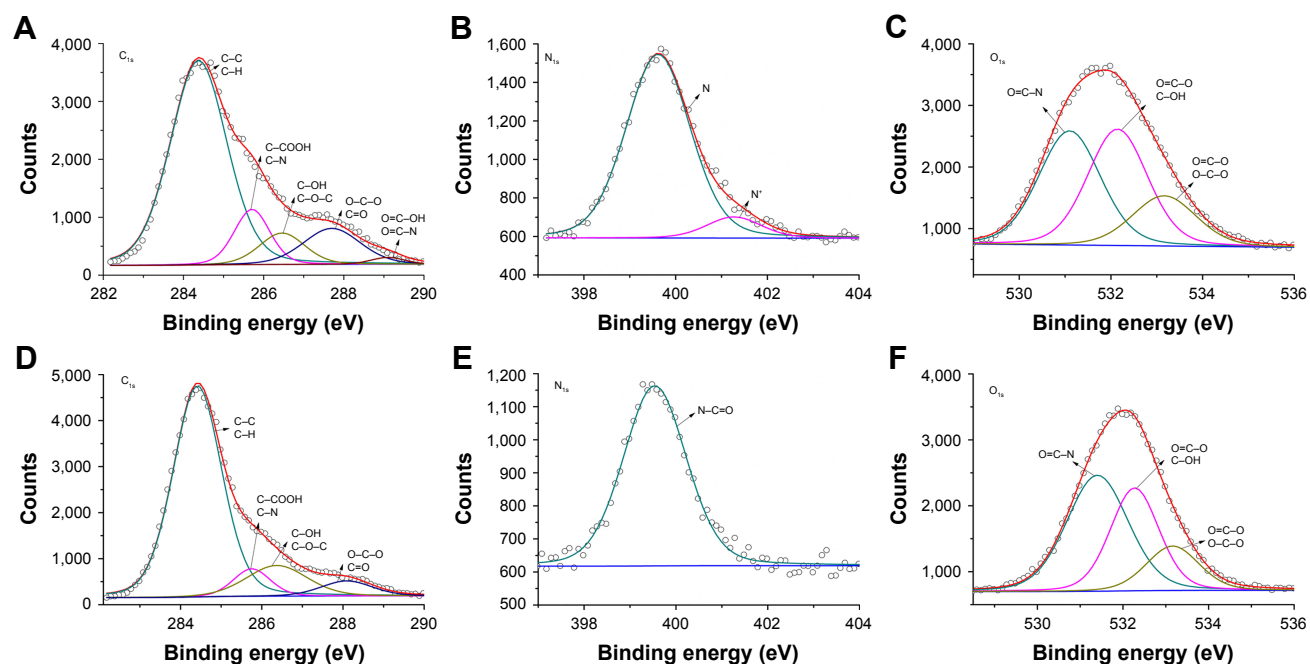 A
C1s
4,000
3,000
2,000
1,000
0
Counts
C–C
C–H
C–COOH
C–N
C–OH
C–O–C
O–C–O
C=O
O=C–OH
O=C–N
282
284
286
288
290
Binding energy (eV)
B
N1s
1,600
1,400
1,200
1,000
800
600
400
Counts
N
N+
398
400
402
404
Binding energy (eV)
C
O1s
4,000
3,000
2,000
1,000
Counts
O=C–N
O=C–O
C–OH
O=C–O
O–C–O
530
532
534
536
Binding energy (eV)
D
C1s
5,000
4,000
3,000
2,000
1,000
0
Counts
C–C
C–H
C–COOH
C–N
C–OH
C–O–C
O–C–O
C=O
284
286
288
290
Binding energy (eV)
E
N1s
1,200
1,100
1,000
900
800
700
600
500
Counts
N–C=O
398
400
402
404
Binding energy (eV)
F
O1s
4,000
3,000
2,000
1,000
Counts
O=C–N
O=C–O
C–OH
O=C–O
O–C–O
530
532
534
536
Binding energy (eV)